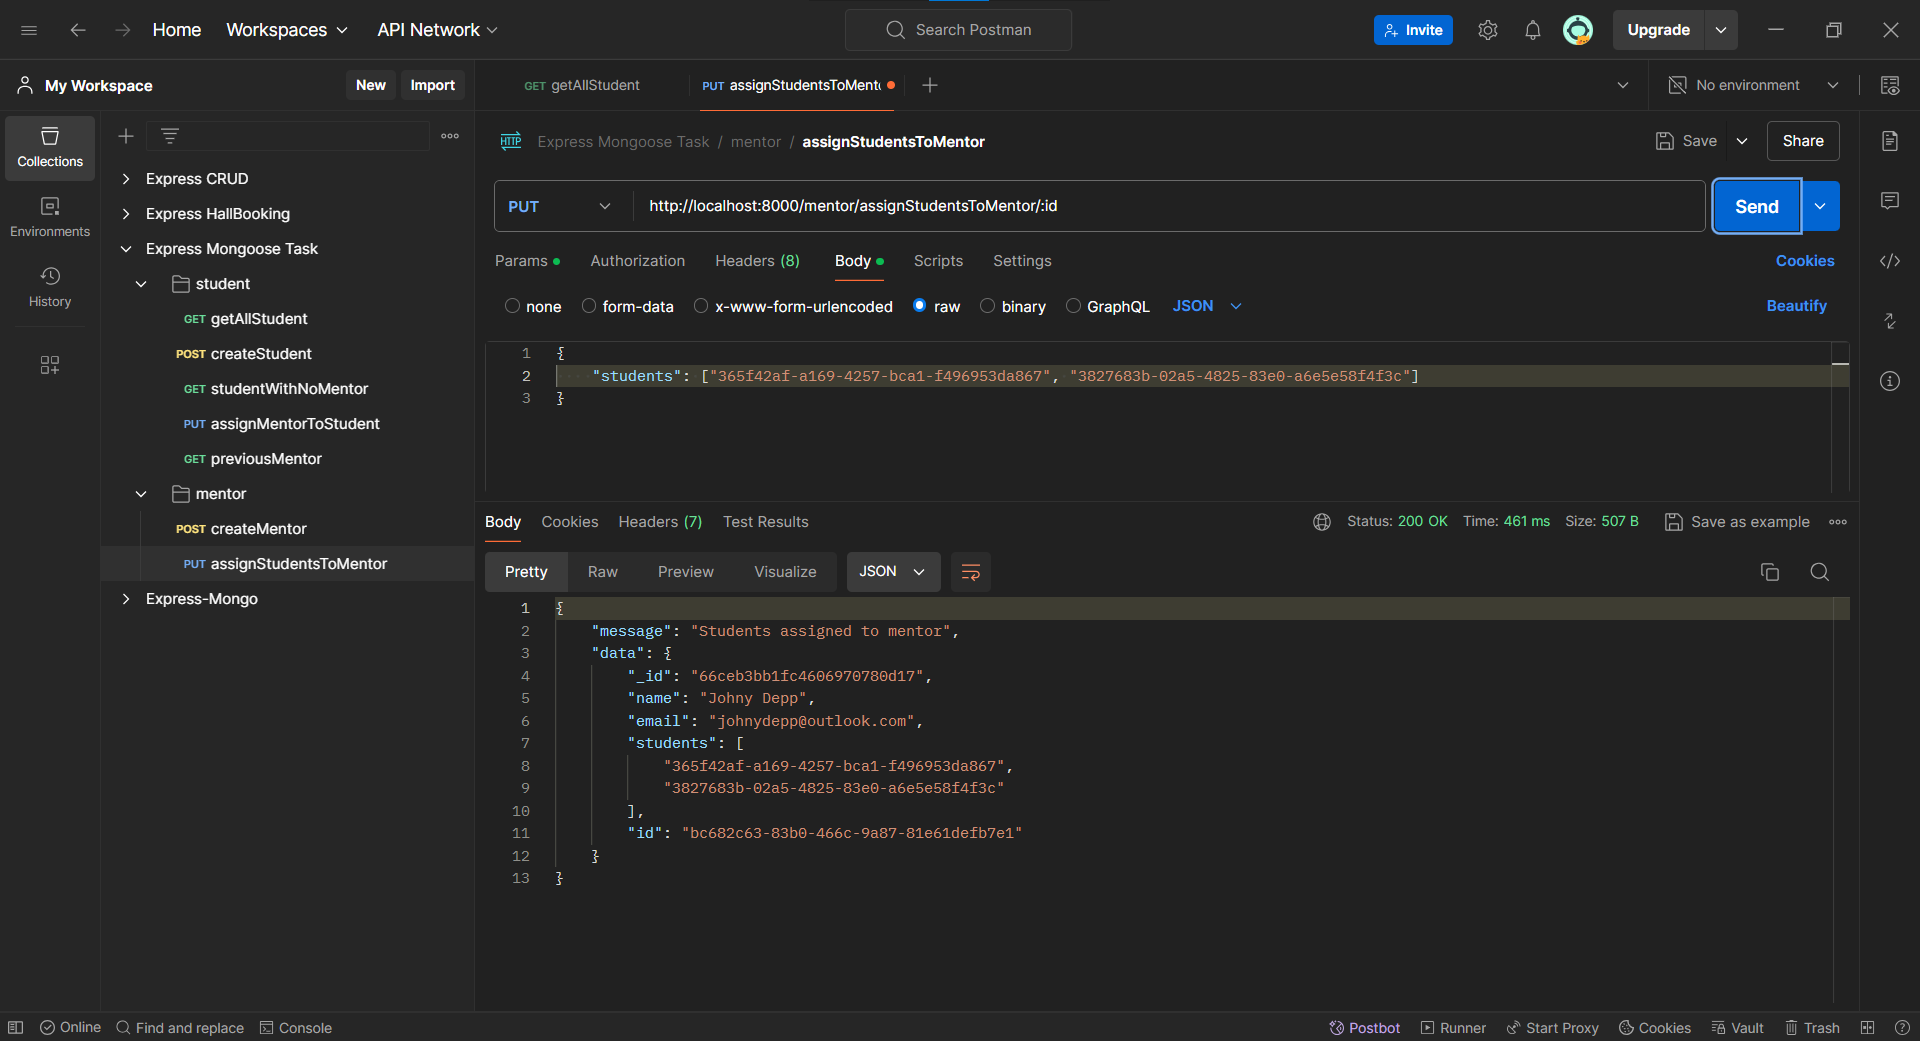 Home
Workspaces
API Network
Search Postman
Invite
Upgrade
My Workspace
New
Import
GET getAllStudent
PUT assignStudentsToMento
No environment
HTTP Express Mongoose Task / mentor / assignStudentsToMentor
Save
Share
Collections
Environments
History
Express CRUD
Express HallBooking
Express Mongoose Task
student
GET getAllStudent
POST createStudent
GET studentWithNoMentor
PUT assignMentorToStudent
GET previousMentor
mentor
POST createMentor
PUT assignStudentsToMentor
Express-Mongo
PUT
http://localhost:8000/mentor/assignStudentsToMentor/:id
Send
Params
Authorization
Headers (8)
Body
Scripts
Settings
Cookies
none
form-data
x-www-form-urlencoded
raw
binary
GraphQL
JSON
Beautify
1 {
2 "students": ["365f42af-a169-4257-bca1-f496953da867", "3827683b-02a5-4825-83e0-a6e5e58f4f3c"]
3 }
Body
Cookies
Headers (7)
Test Results
Status: 200 OK
Time: 461 ms
Size: 507 B
Save as example
Pretty
Raw
Preview
Visualize
JSON
1 {
2 "message": "Students assigned to mentor",
3 "data": {
4 "_id": "66ceb3bb1fc4606970780d17",
5 "name": "Johny Depp",
6 "email": "johnydepp@outlook.com",
7 "students": [
8 "365f42af-a169-4257-bca1-f496953da867",
9 "3827683b-02a5-4825-83e0-a6e5e58f4f3c"
10 ],
11 "id": "bc682c63-83b0-466c-9a87-81e61defb7e1"
12 }
13 }
Online
Find and replace
Console
Postbot
Runner
Start Proxy
Cookies
Vault
Trash